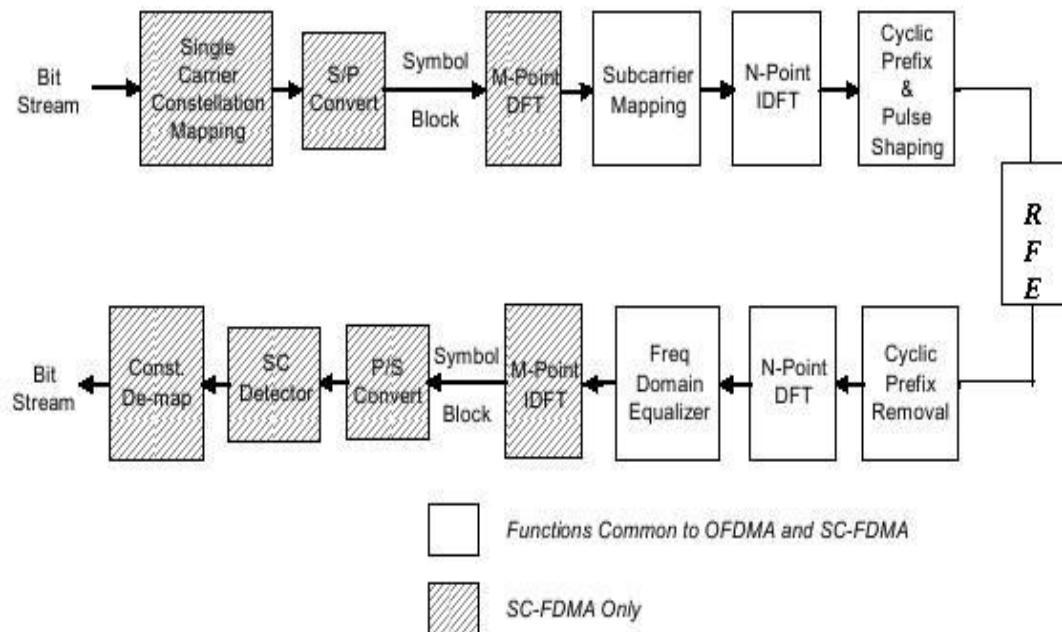 Bit
Stream
Single
Carrier
Constellation
Mapping
S/P
Convert
Symbol
Block
M-Point
DFT
Subcarrier
Mapping
N-Point
IDFT
Cyclic
Prefix
&
Pulse
Shaping
R
F
E
Bit
Stream
Const.
De-map
SC
Detector
P/S
Convert
Symbol
Block
M-Point
IDFT
Freq
Domain
Equalizer
N-Point
DFT
Cyclic
Prefix
Removal
Functions Common to OFDMA and SC-FDMA
SC-FDMA Only